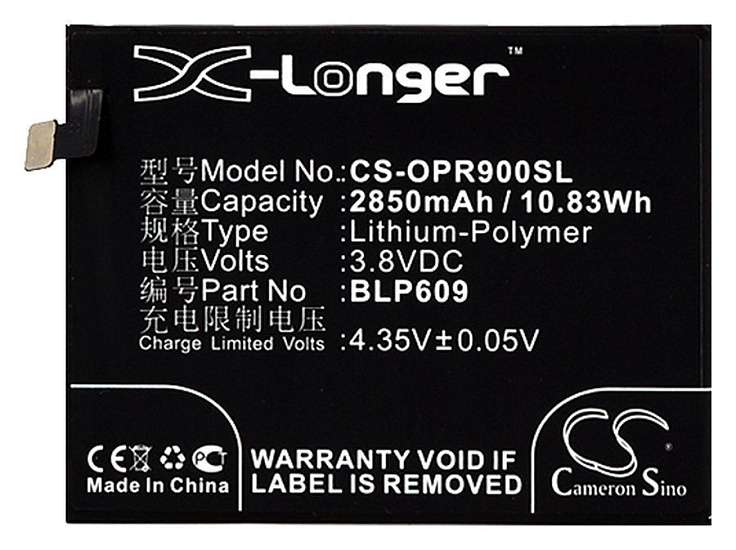 X-Longer™
型号Model No.:CS-OPR900SL
容量Capacity :2850mAh / 10.83Wh
规格Type :Lithium-Polymer
电压Volts :3.8VDC
编号Part No :BLP609
充电限制电压
Charge Limited Volts :4.35V±0.05V
CE PCT
Made In China
WARRANTY VOID IF
LABEL IS REMOVED
CS
Cameron Sino